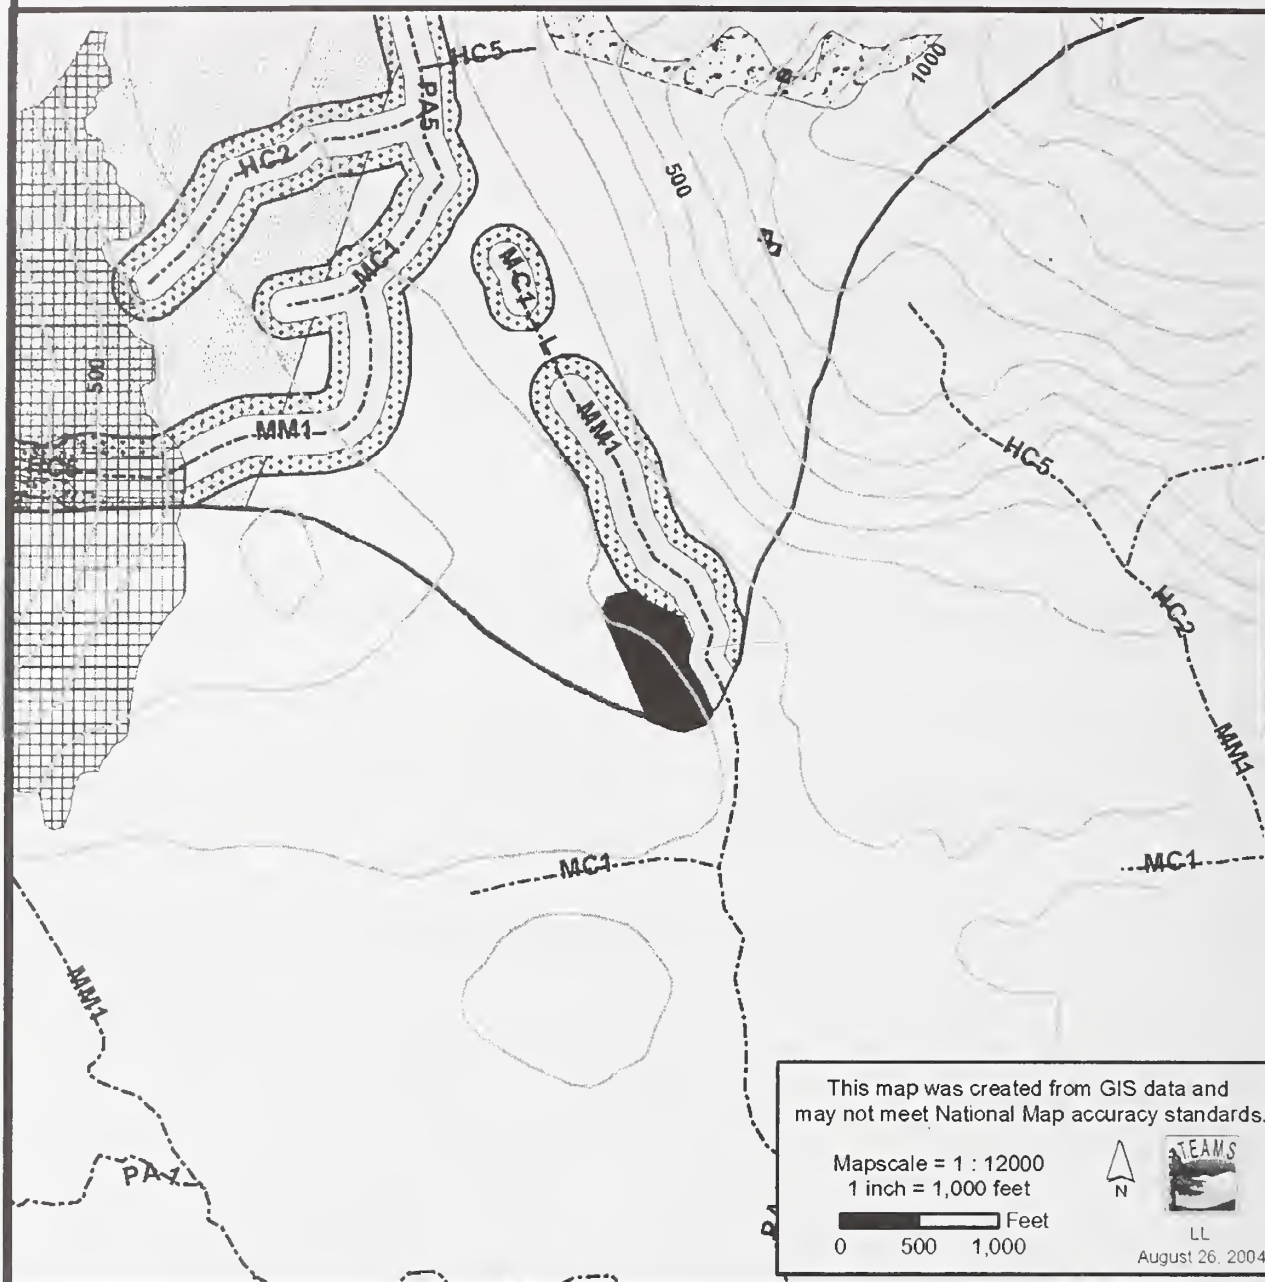 HC5
1000
PA5
HC2
500
A3
MC1
MC1
L
500
MM1
MM1
HC5
HC2
MM1
MC1
MC1
MM1
PA1
This map was created from GIS data and
may not meet National Map accuracy standards.
Mapscale = 1 : 12000
1 inch = 1,000 feet
Feet
0 500 1,000
N
TEAMS
LL
August 26, 2004